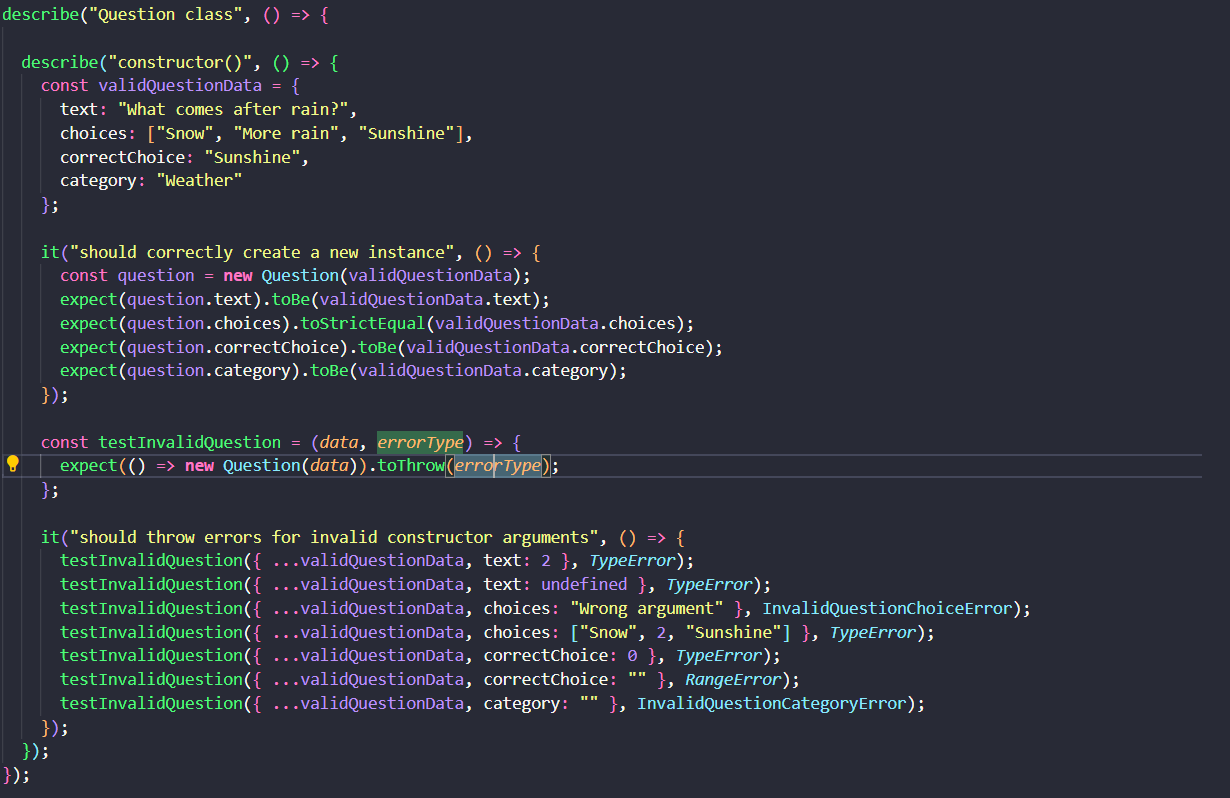 describe("Question class", () => {
describe("constructor()", () => {
const validQuestionData = {
text: "What comes after rain?",
choices: ["Snow", "More rain", "Sunshine"],
correctChoice: "Sunshine",
category: "Weather"
};
it("should correctly create a new instance", () => {
const question = new Question(validQuestionData);
expect(question.text).toBe(validQuestionData.text);
expect(question.choices).toStrictEqual(validQuestionData.choices);
expect(question.correctChoice).toBe(validQuestionData.correctChoice);
expect(question.category).toBe(validQuestionData.category);
});
const testInvalidQuestion = (data, errorType) => {
expect(() => new Question(data)).toThrow(errorType);
};
it("should throw errors for invalid constructor arguments", () => {
testInvalidQuestion({ ...validQuestionData, text: 2 }, TypeError);
testInvalidQuestion({ ...validQuestionData, text: undefined }, TypeError);
testInvalidQuestion({ ...validQuestionData, choices: "Wrong argument" }, InvalidQuestionChoiceError);
testInvalidQuestion({ ...validQuestionData, choices: ["Snow", 2, "Sunshine"] }, TypeError);
testInvalidQuestion({ ...validQuestionData, correctChoice: 0 }, TypeError);
testInvalidQuestion({ ...validQuestionData, correctChoice: "" }, RangeError);
testInvalidQuestion({ ...validQuestionData, category: "" }, InvalidQuestionCategoryError);
});
});
});